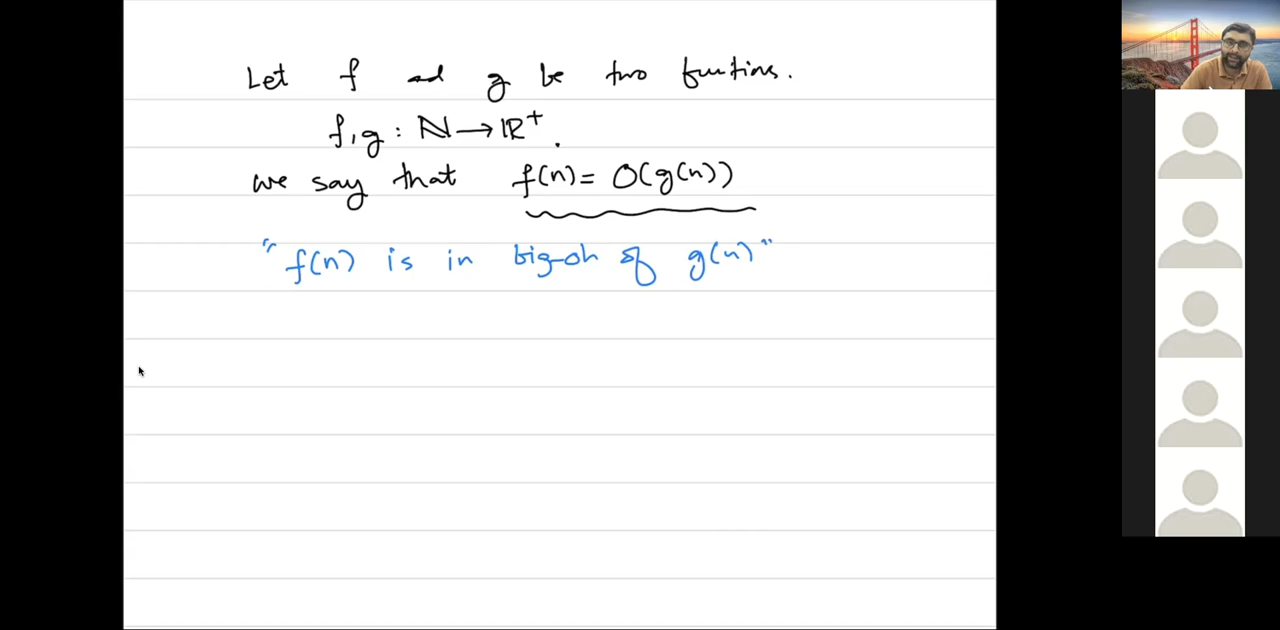 Let f and g be two functions.
f, g : ℕ → ℝ⁺.
we say that f(n) = O(g(n))
"f(n) is in big-oh of g(n)"